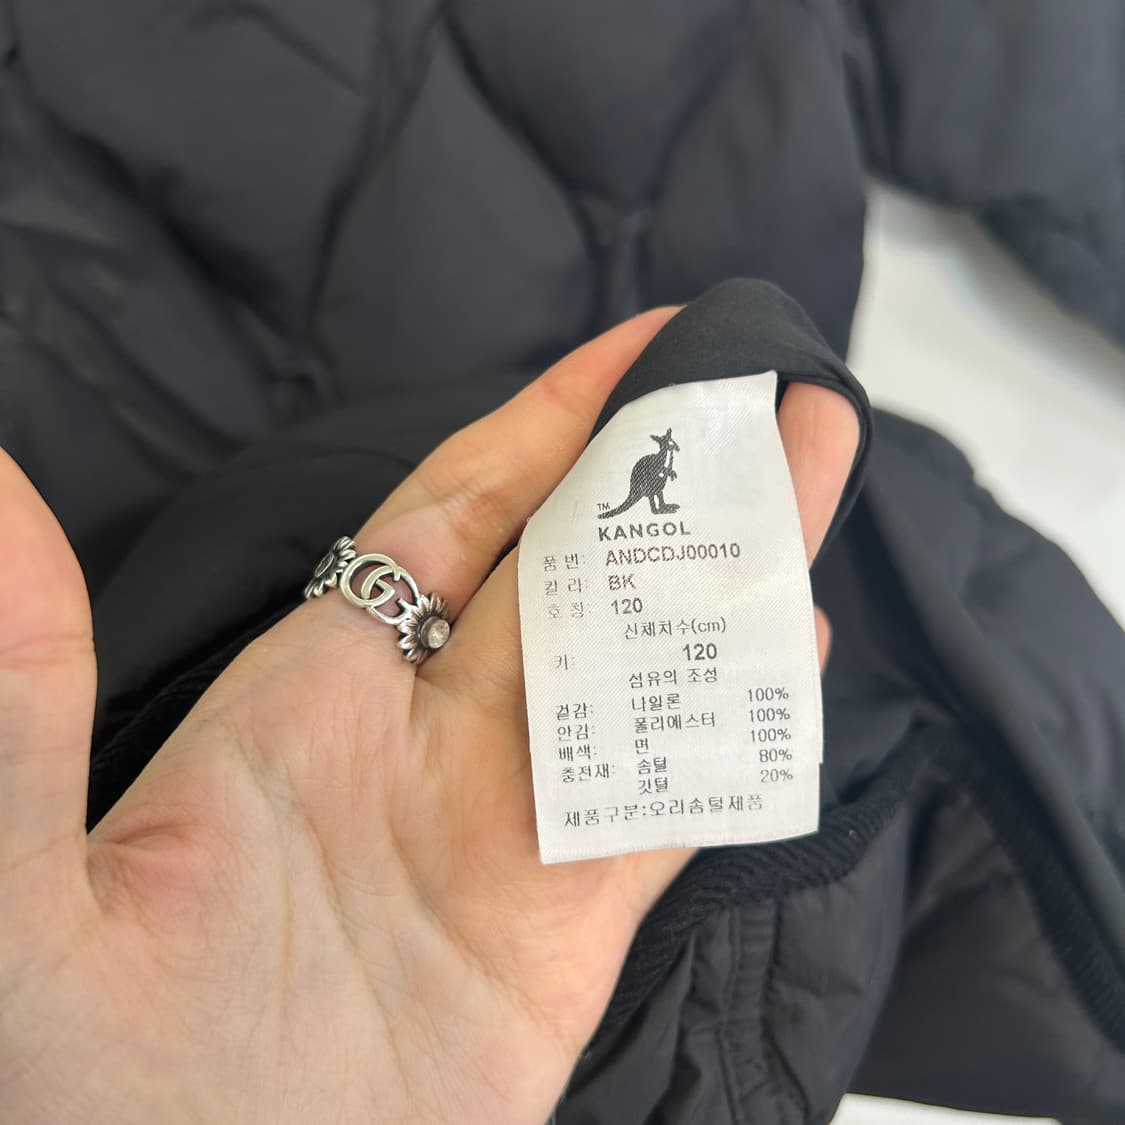 TM
KANGOL
품 번: ANDCDJ00010
칼 라: BK
호 칭: 120
신체치수(cm)
키: 120
섬유의 조성
겉감: 나일론 100%
안감: 폴리에스터 100%
배색: 면 100%
충전재: 솜털 80%
깃털 20%
제품구분:오리솜털제품